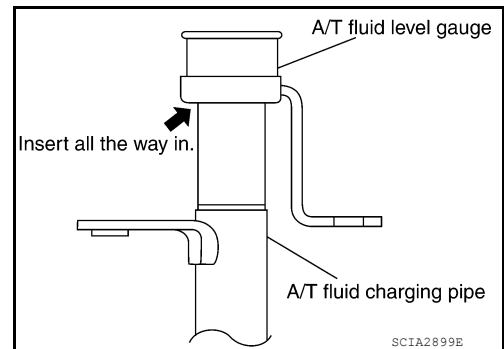 A/T fluid level gauge
Insert all the way in.
A/T fluid charging pipe
SCIA2899E